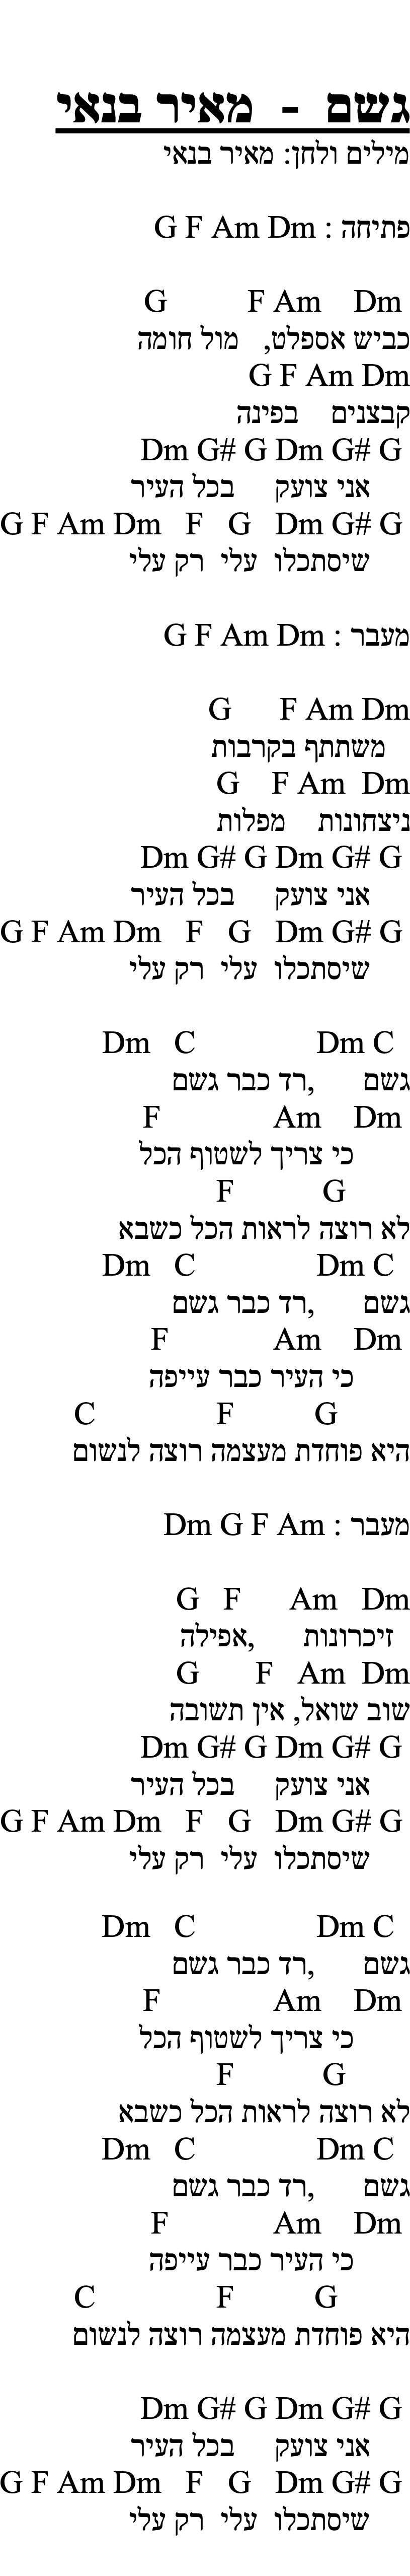 גשם - מאיר בנאי
מילים ולחן: מאיר בנאי
פתיחה : G F Am Dm
G F Am Dm
כביש אספלט, מול חומה
G F Am Dm
קבצנים בפינה
Dm G# G Dm G# G
אני צועק בכל העיר
G F Am Dm F G Dm G# G
שיסתכלו עלי רק עלי
מעבר : G F Am Dm
G F Am Dm
משתתף בקרבות
G F Am Dm
ניצחונות מפלות
Dm G# G Dm G# G
אני צועק בכל העיר
G F Am Dm F G Dm G# G
שיסתכלו עלי רק עלי
Dm C Dm C
גשם ,רד כבר גשם
F Am Dm
כי צריך לשטוף הכל
F G
לא רוצה לראות הכל כשבא
Dm C Dm C
גשם ,רד כבר גשם
F Am Dm
כי העיר כבר עייפה
C F G
היא פוחדת מעצמה רוצה לנשום
מעבר : Dm G F Am
G F Am Dm
זיכרונות ,אפילה
G F Am Dm
שוב שואל, אין תשובה
Dm G# G Dm G# G
אני צועק בכל העיר
G F Am Dm F G Dm G# G
שיסתכלו עלי רק עלי
Dm C Dm C
גשם ,רד כבר גשם
F Am Dm
כי צריך לשטוף הכל
F G
לא רוצה לראות הכל כשבא
Dm C Dm C
גשם ,רד כבר גשם
F Am Dm
כי העיר כבר עייפה
C F G
היא פוחדת מעצמה רוצה לנשום
Dm G# G Dm G# G
אני צועק בכל העיר
G F Am Dm F G Dm G# G
שיסתכלו עלי רק עלי